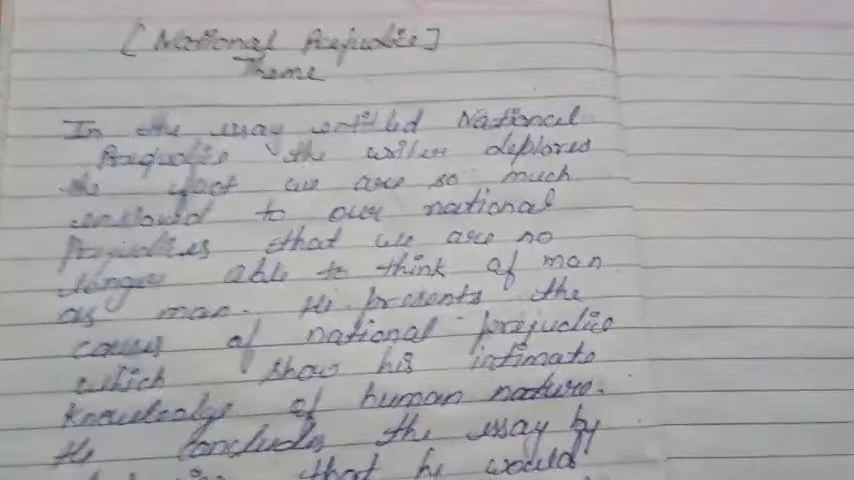 [National Prejudice]
Theme
In the essay entitled National
Prejudice the writer deplores
the fact we are so much
to our national
Prejudices that we are no
longer able to think of man
as man. He presents the
causes of national prejudice
which show his intimate
knowledge of human nature.
He concludes the essay by
that he would